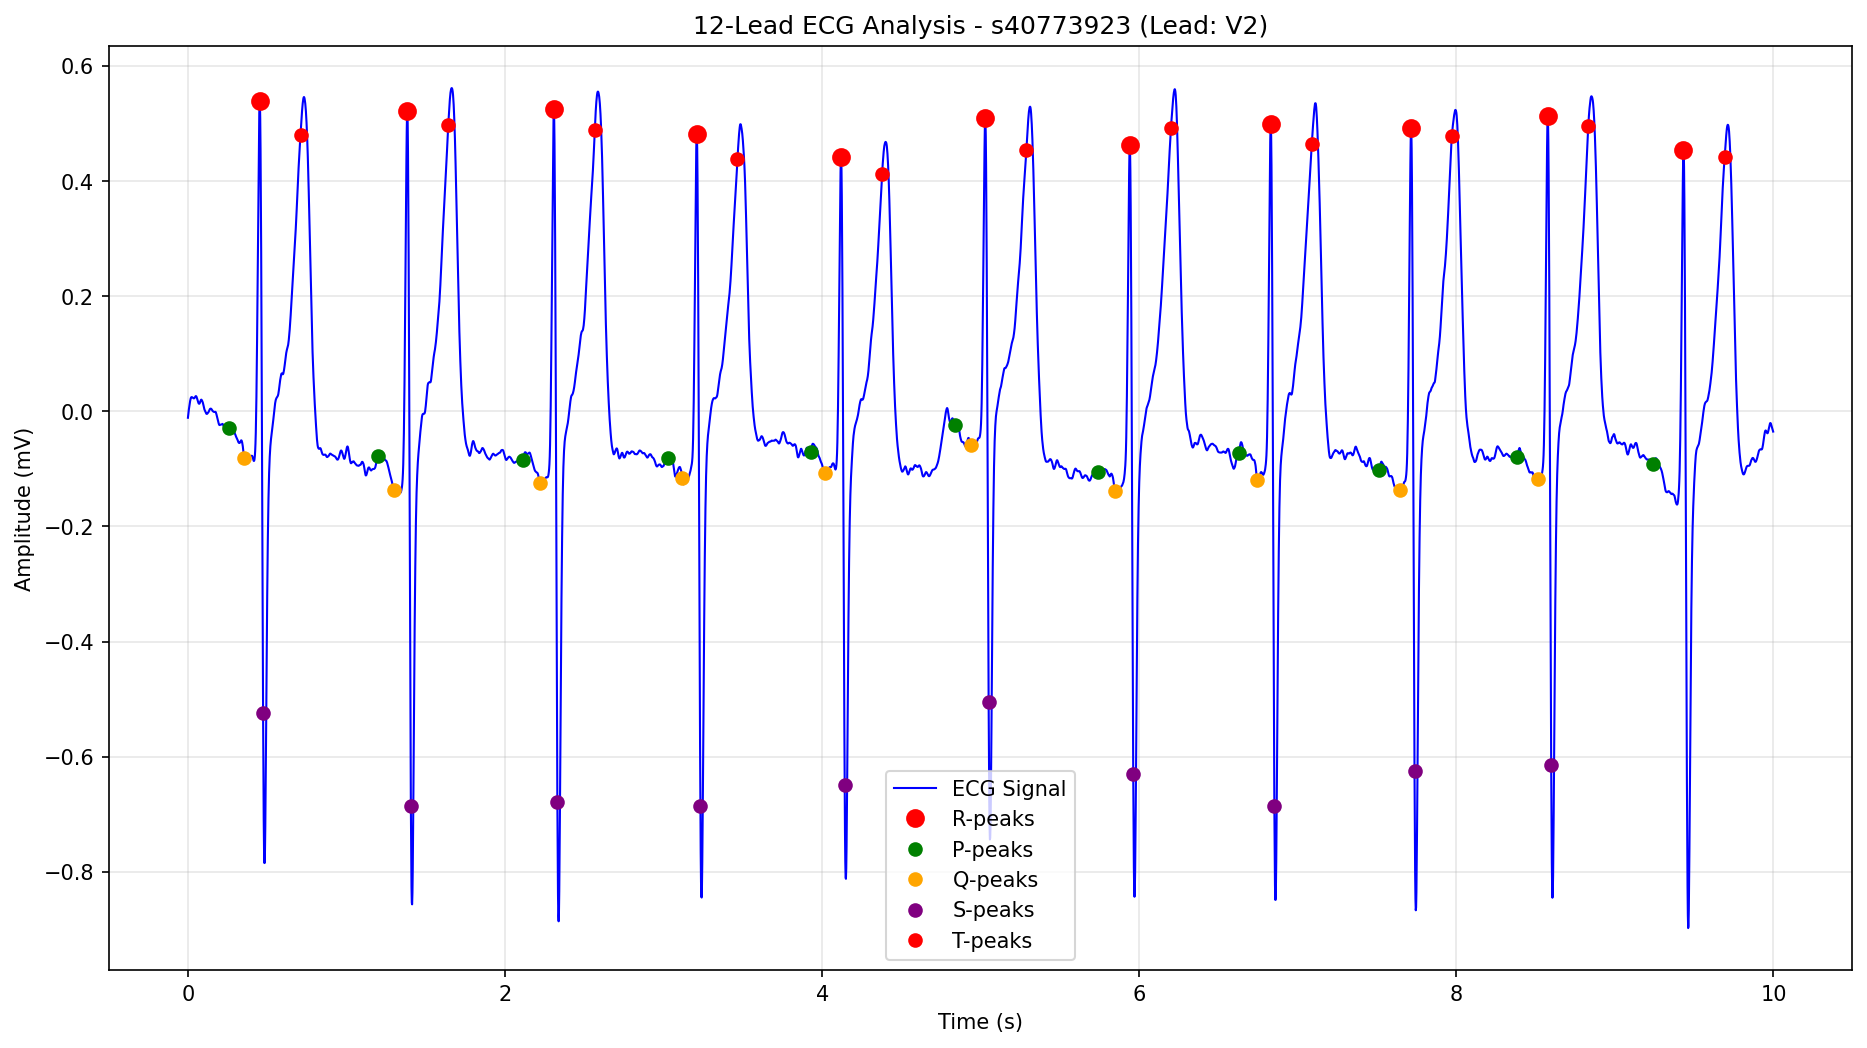 12-Lead ECG Analysis - s40773923 (Lead: V2)
Amplitude (mV)
0.6
0.4
0.2
0.0
−0.2
−0.4
−0.6
−0.8
ECG Signal
R-peaks
P-peaks
Q-peaks
S-peaks
T-peaks
0 2 4 6 8 10
Time (s)